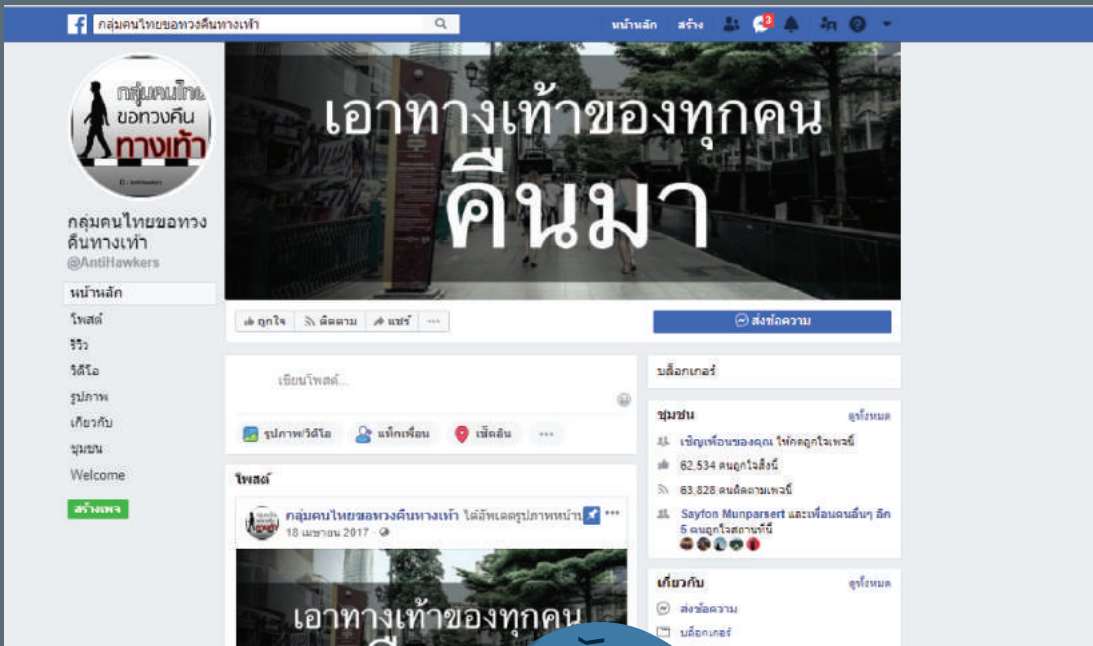 กลุ่มคนไทยขอทวงคืนทางเท้า
หน้าหลัก สร้าง 3
กลุ่มคนไทย
ขอทวงคืน
ทางเท้า
เอาทางเท้าของทุกคน
คืนมา
กลุ่มคนไทยขอทวง
คืนทางเท้า
@AntiHawkers
หน้าหลัก
โพสต์
รีวิว
วิดีโอ
รูปภาพ
เกี่ยวกับ
ชุมชน
Welcome
สร้างเพจ
ถูกใจ ติดตาม แชร์ ...
ส่งข้อความ
เขียนโพสต์...
รูปภาพ/วิดีโอ แท็กเพื่อน เช็คอิน ...
โพสต์
กลุ่มคนไทยขอทวงคืนทางเท้า ได้อัพเดตรูปภาพหน้าป
18 เมษายน 2017
เอาทางเท้าของทุกคน
บล็อกเกอร์
ชุมชน ดูทั้งหมด
เชิญเพื่อนของคุณ ให้กดถูกใจเพจนี้
62,534 คนถูกใจสิ่งนี้
63,828 คนติดตามเพจนี้
Sayfon Munparsert และเพื่อนคนอื่นๆ อีก
5 คนถูกใจสถานที่นี้
เกี่ยวกับ ดูทั้งหมด
ส่งข้อความ
บล็อกเกอร์